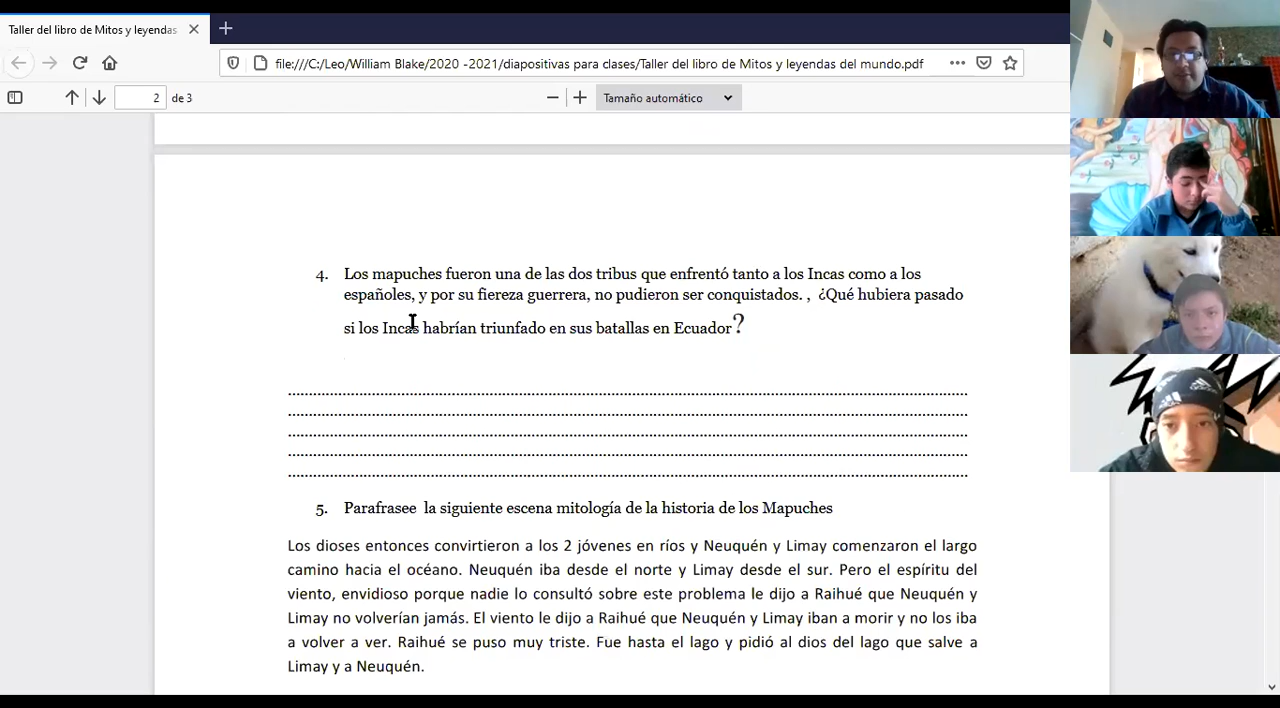 Taller del libro de Mitos y leyendas
file:///C:/Leo/William Blake/2020 -2021/diapositivas para clases/Taller del libro de Mitos y leyendas del mundo.pdf
2 de 3
Tamaño automático
4. Los mapuches fueron una de las dos tribus que enfrentó tanto a los Incas como a los
españoles, y por su fiereza guerrera, no pudieron ser conquistados. , ¿Qué hubiera pasado
si los Incas habrían triunfado en sus batallas en Ecuador?
5. Parafrasee la siguiente escena mitología de la historia de los Mapuches
Los dioses entonces convirtieron a los 2 jóvenes en ríos y Neuquén y Limay comenzaron el largo
camino hacia el océano. Neuquén iba desde el norte y Limay desde el sur. Pero el espíritu del
viento, envidioso porque nadie lo consultó sobre este problema le dijo a Raihué que Neuquén y
Limay no volverían jamás. El viento le dijo a Raihué que Neuquén y Limay iban a morir y no los iba
a volver a ver. Raihué se puso muy triste. Fue hasta el lago y pidió al dios del lago que salve a
Limay y a Neuquén.